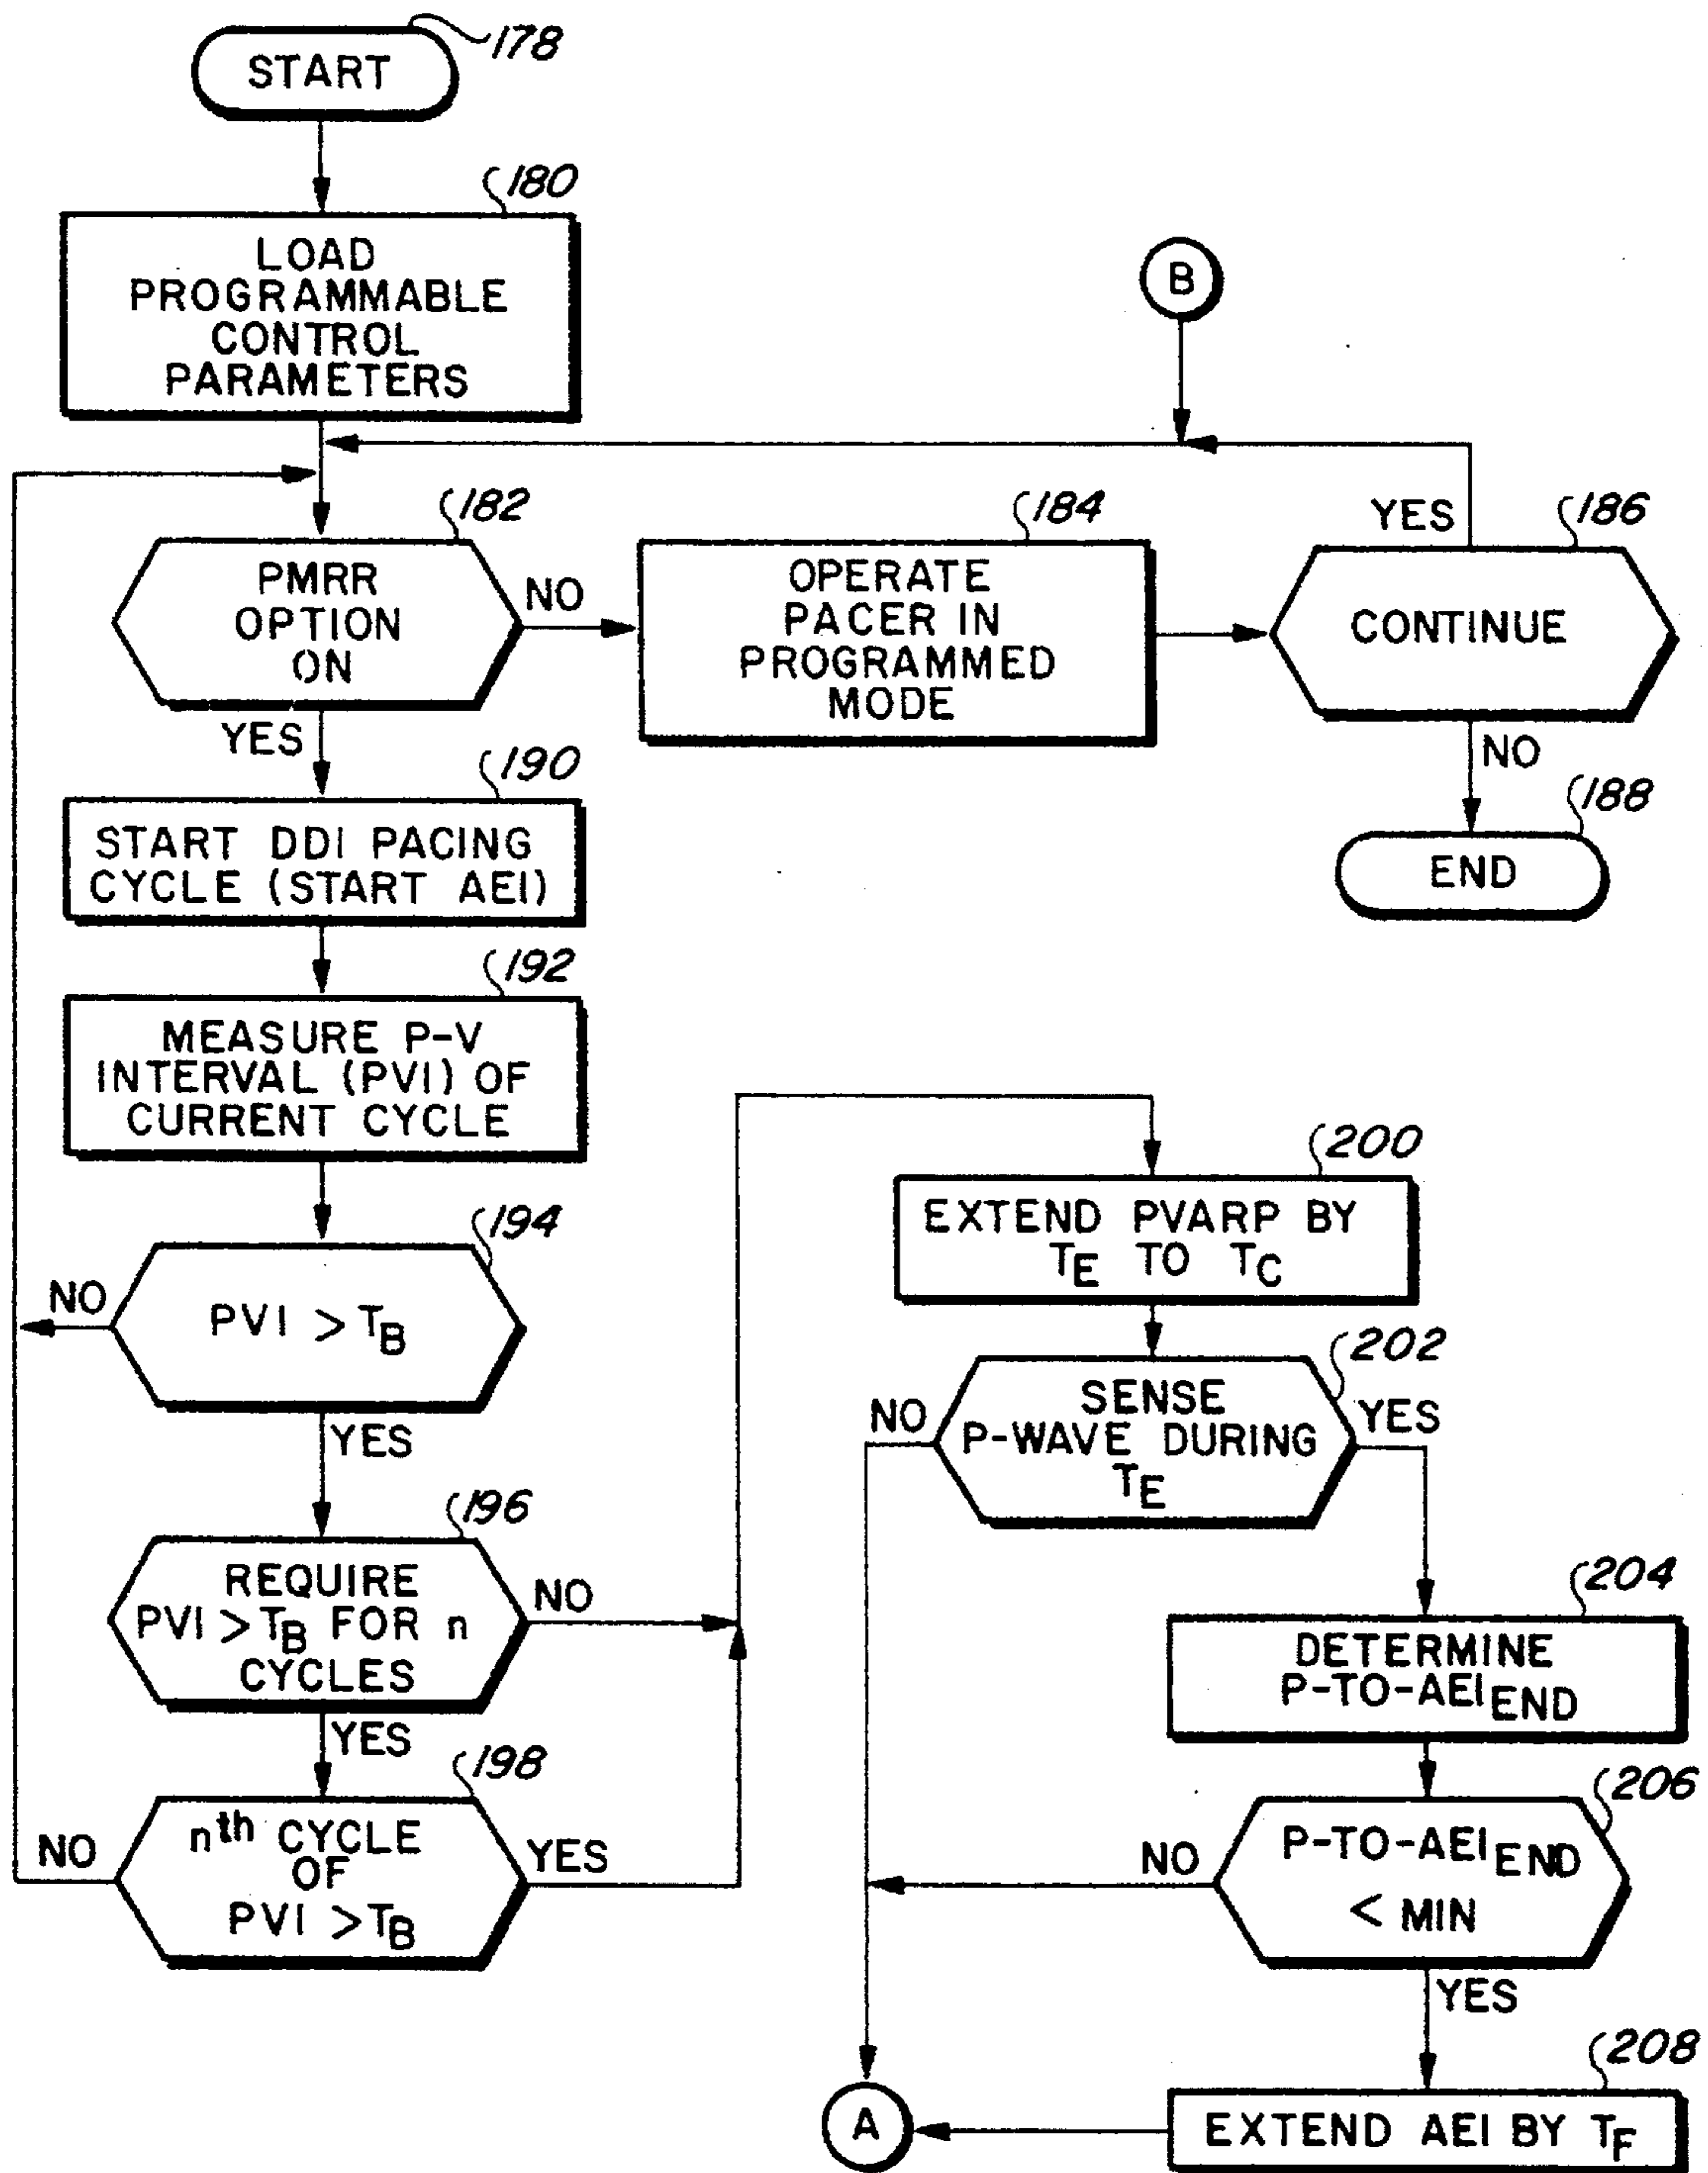 178
START
180
LOAD
PROGRAMMABLE
CONTROL
PARAMETERS
B
182
PMRR
OPTION
ON
NO
YES
184
OPERATE
PACER IN
PROGRAMMED
MODE
YES
186
CONTINUE
NO
188
END
190
START DDI PACING
CYCLE (START AEI)
192
MEASURE P-V
INTERVAL (PVI) OF
CURRENT CYCLE
194
NO
PVI > TB
YES
196
REQUIRE
PVI > TB FOR n
CYCLES
NO
YES
198
nth CYCLE
OF
PVI > TB
NO
YES
200
EXTEND PVARP BY
TE TO TC
202
SENSE
P-WAVE DURING
TE
NO
YES
204
DETERMINE
P-TO-AEIEND
206
P-TO-AEIEND
< MIN
NO
YES
208
EXTEND AEI BY TF
A